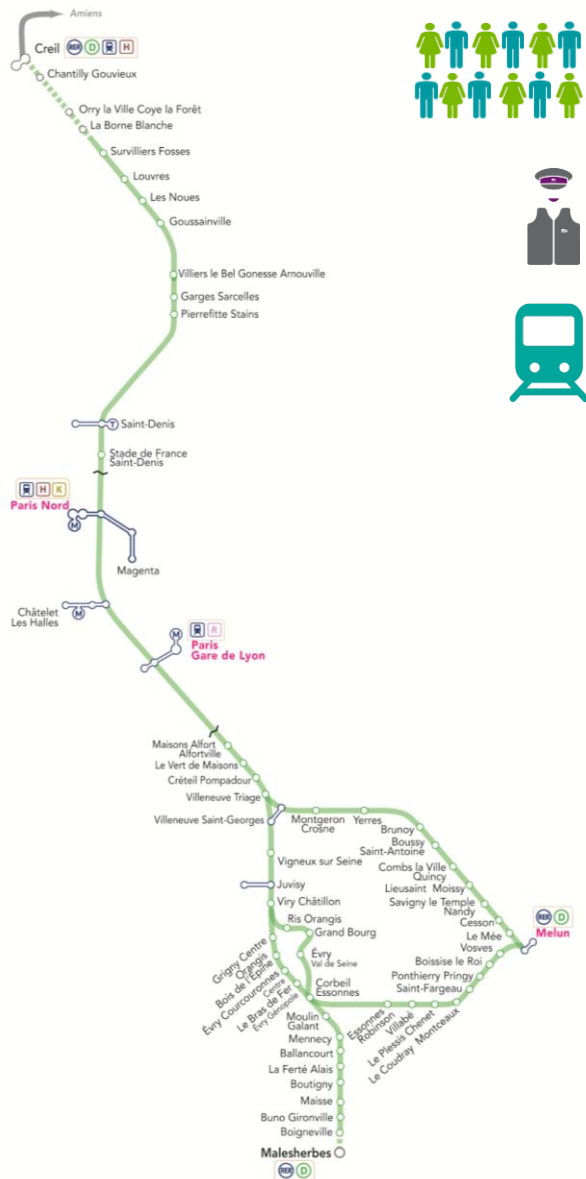 Amiens
Creil RER D H
Chantilly Gouvieux
Orry la Ville Coye la Forêt
La Borne Blanche
Survilliers Fosses
Louvres
Les Noues
Goussainville
Villiers le Bel Gonesse Arnouville
Garges Sarcelles
Pierrefitte Stains
T Saint-Denis
Stade de France
Saint-Denis
H K
Paris Nord
M
Magenta
Châtelet
Les Halles
M
M
R
Paris
Gare de Lyon
Maisons Alfort
Alfortville
Le Vert de Maisons
Créteil Pompadour
Villeneuve Triage
Villeneuve Saint-Georges
Montgeron
Crosne
Yerres
Brunoy
Boussy
Saint-Antoine
Combs la Ville
Quincy
Lieusaint Moissy
Savigny le Temple
Nandy
Cesson
Le Mée
RER D
Melun
Vosves
Boissise le Roi
Ponthierry Pringy
Saint-Fargeau
Vigneux sur Seine
Juvisy
Viry Châtillon
Ris Orangis
Grand Bourg
Évry
Val de Seine
Grigny Centre
Orangis
Bois de l'Épine
Évry Courcouronnes
Centre
Le Bras de Fer
Évry Génopole
Corbeil
Essonnes
Essonnes
Robinson
Villabé
Le Plessis Chenet
Le Coudray Montceaux
Moulin
Galant
Mennecy
Ballancourt
La Ferté Alais
Boutigny
Maisse
Buno Gironville
Boigneville
Malesherbes
RER D